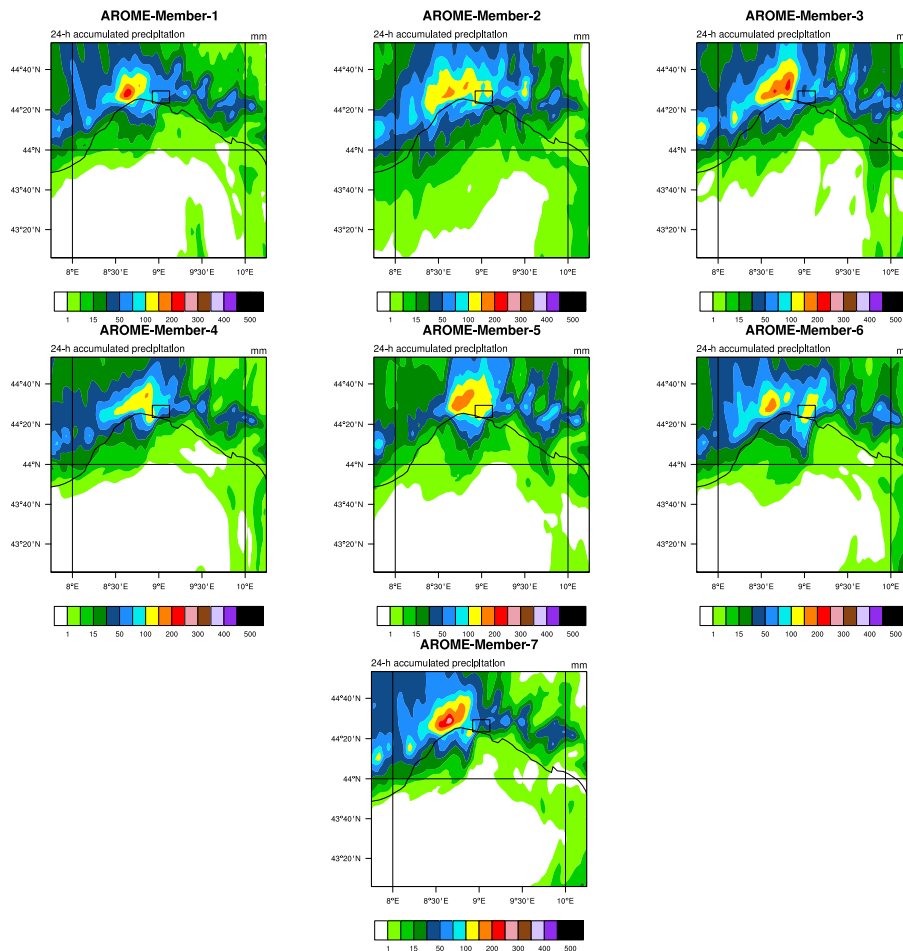 AROME-Member-1 AROME-Member-2 AROME-Member-3
24-h accumulated precipitation mm 24-h accumulated precipitation mm 24-h accumulated precipitation m
44°40'N 44°40'N 44°40'N
44°20'N 44°20'N 44°20'N
44°N 44°N 44°N
43°40'N 43°40'N 43°40'N
43°20'N 43°20'N 43°20'N
8°E 8°30'E 9°E 9°30'E 10°E 8°E 8°30'E 9°E 9°30'E 10°E 8°E 8°30'E 9°E 9°30'E 10°E
1 15 50 100 200 300 400 500 1 15 50 100 200 300 400 500 1 15 50 100 200 300 400 500
AROME-Member-4 AROME-Member-5 AROME-Member-6
24-h accumulated precipitation mm 24-h accumulated precipitation mm 24-h accumulated precipitation m
44°40'N 44°40'N 44°40'N
44°20'N 44°20'N 44°20'N
44°N 44°N 44°N
43°40'N 43°40'N 43°40'N
43°20'N 43°20'N 43°20'N
8°E 8°30'E 9°E 9°30'E 10°E 8°E 8°30'E 9°E 9°30'E 10°E 8°E 8°30'E 9°E 9°30'E 10°E
1 15 50 100 200 300 400 500 1 15 50 100 200 300 400 500 1 15 50 100 200 300 400 500
AROME-Member-7
24-h accumulated precipitation mm
44°40'N
44°20'N
44°N
43°40'N
43°20'N
8°E 8°30'E 9°E 9°30'E 10°E
1 15 50 100 200 300 400 500